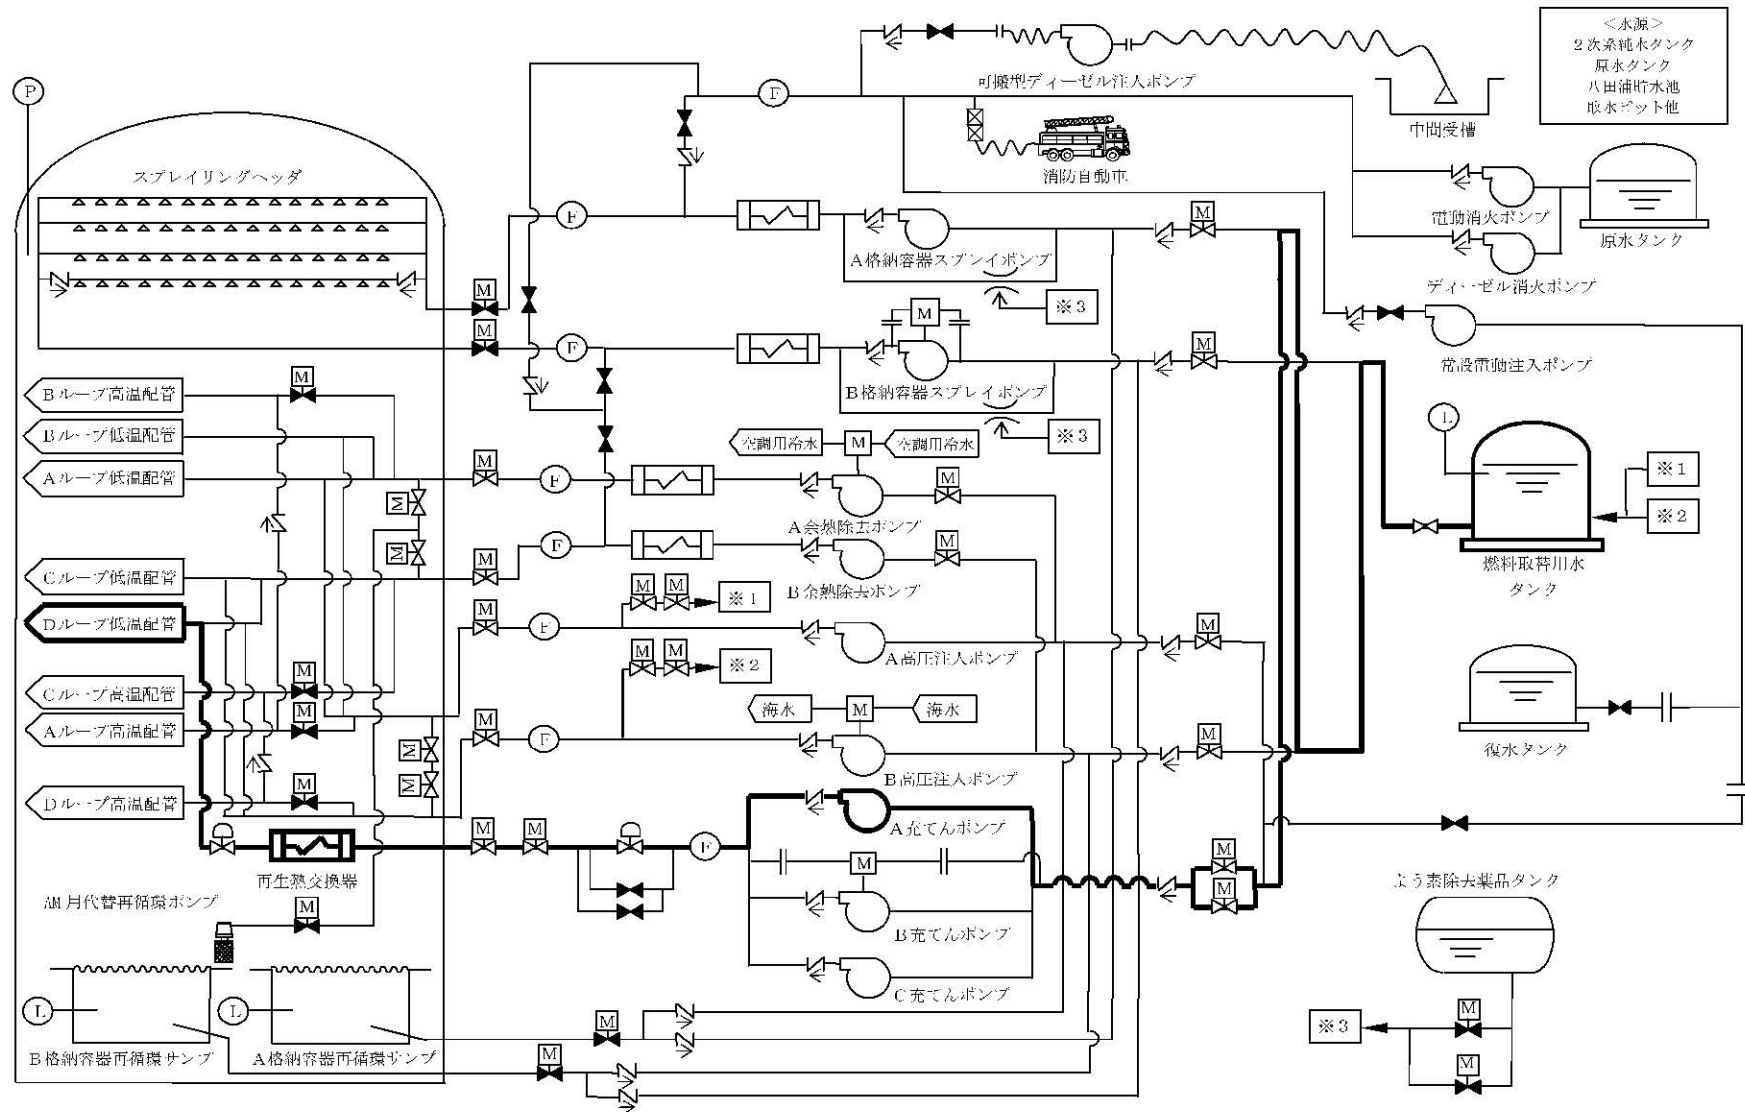 <水源>
2次系純水タンク
原水タンク
八田浦貯水池
取水ピット他
P
F
可搬型ディーゼル注入ポンプ
中間受槽
消防自動車
スプレイリングヘッダ
電動消火ポンプ
原水タンク
ディーゼル消火ポンプ
M
F
A格納容器スプレイポンプ
※3
M
M
F
M
B格納容器スプレイポンプ
※3
M
M
常設電動注入ポンプ
L
Bループ高温配管
M
Bループ低温配管
空調用冷水
M
空調用冷水
Aループ低温配管
M
M
F
M
※1
※2
A余熱除去ポンプ
M
M
F
M
燃料取替用水
タンク
Cループ低温配管
B余熱除去ポンプ
M
M
※1
Dループ低温配管
M
F
M
A高圧注入ポンプ
M
M
※2
Cループ高温配管
M
海水
M
海水
Aループ高温配管
M
M
F
M
M
復水タンク
B高圧注入ポンプ
Dループ高温配管
M
M
A充てんポンプ
M
M
F
再生熱交換器
M
M
M
よう素除去薬品タンク
AM用代替再循環ポンプ
M
B充てんポンプ
C充てんポンプ
L
L
M
M
※3
B格納容器再循環サンプ
A格納容器再循環サンプ
M
M